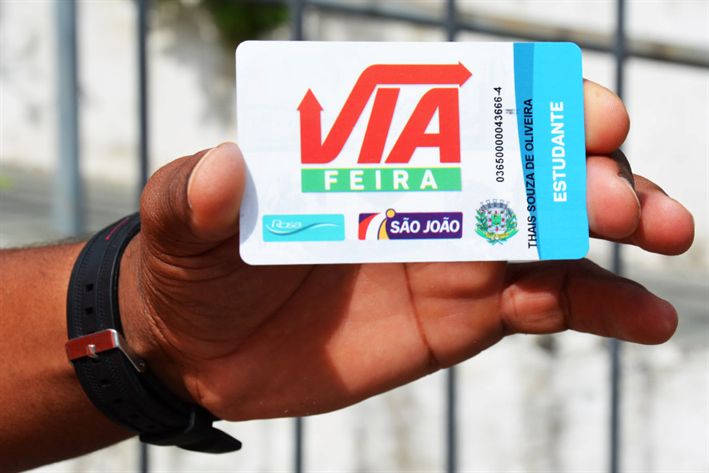 VIA
FEIRA
Rosa
SÃO JOÃO
03650000043666-4
THAIS SOUZA DE OLIVEIRA
ESTUDANTE